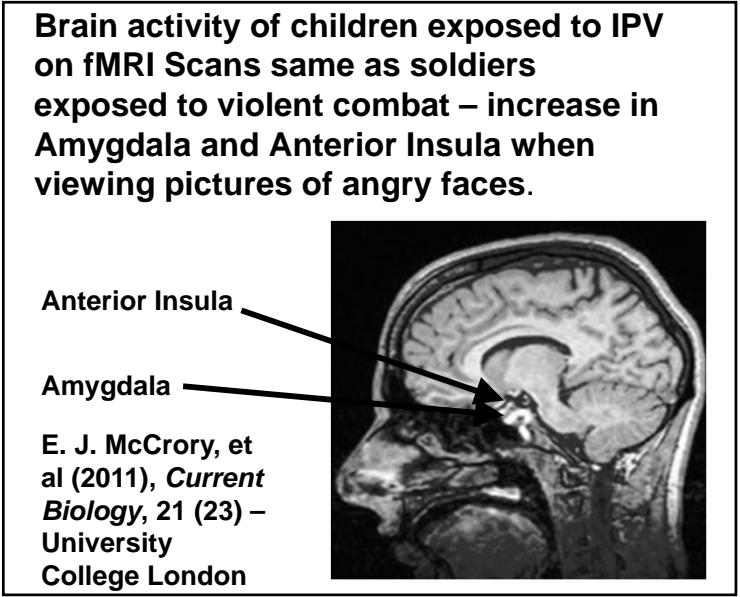 Brain activity of children exposed to IPV
on fMRI Scans same as soldiers
exposed to violent combat – increase in
Amygdala and Anterior Insula when
viewing pictures of angry faces.
Anterior Insula
Amygdala
E. J. McCrory, et
al (2011), Current
Biology, 21 (23) –
University
College London